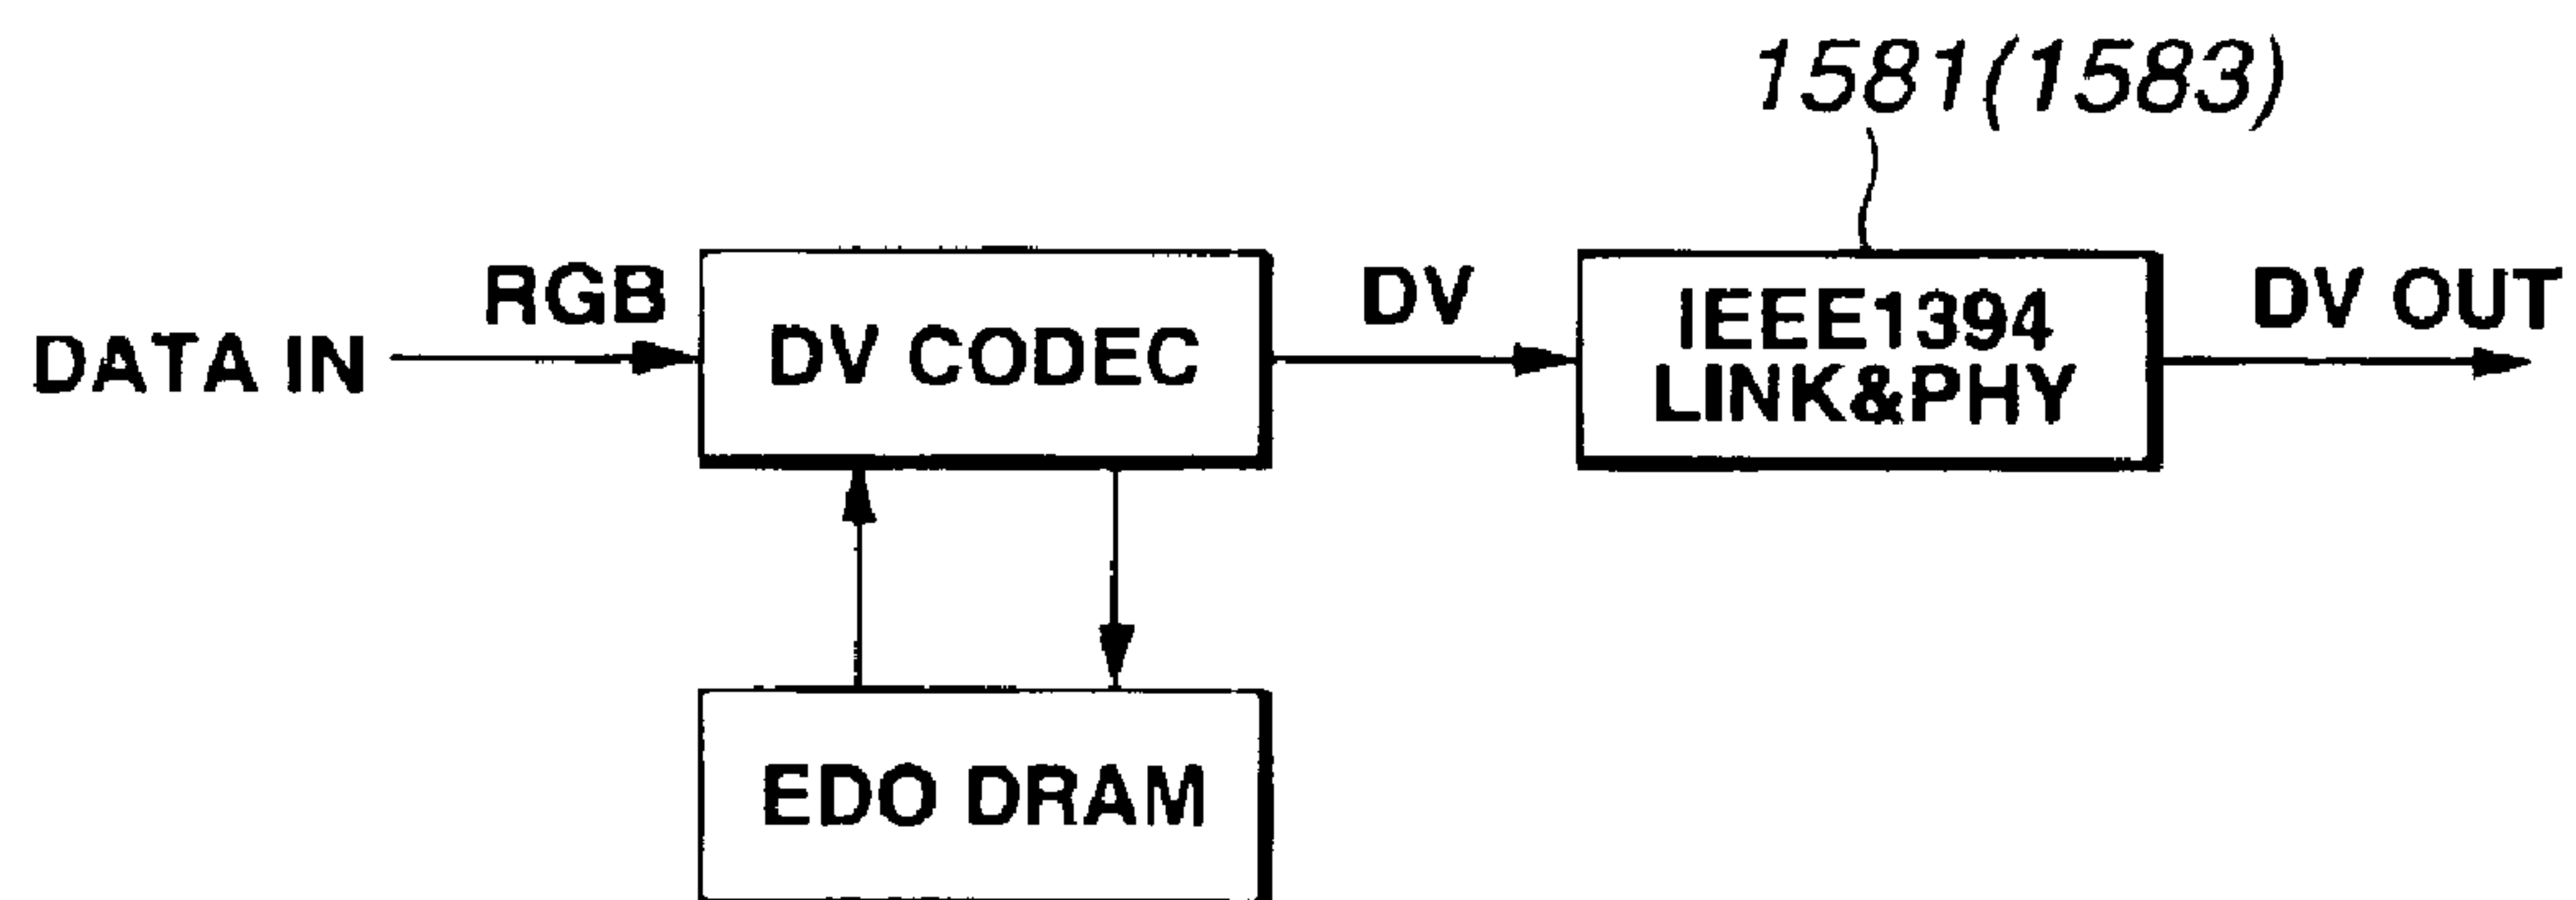 1581(1583)
RGB
DATA IN
DV CODEC
DV
IEEE1394
LINK&PHY
DV OUT
EDO DRAM